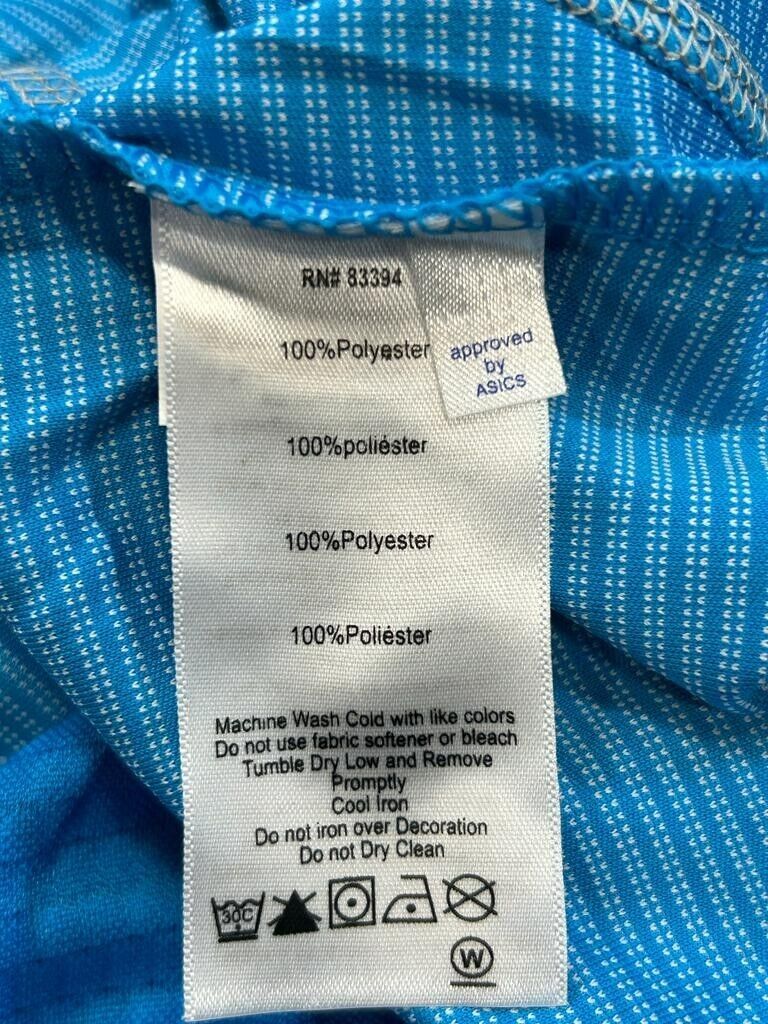 RN# 83394
100%Polyester
approved
by
ASICS
100%poliéster
100%Polyester
100%Poliéster
Machine Wash Cold with like colors
Do not use fabric softener or bleach
Tumble Dry Low and Remove
Promptly
Cool Iron
Do not iron over Decoration
Do not Dry Clean
30C
W